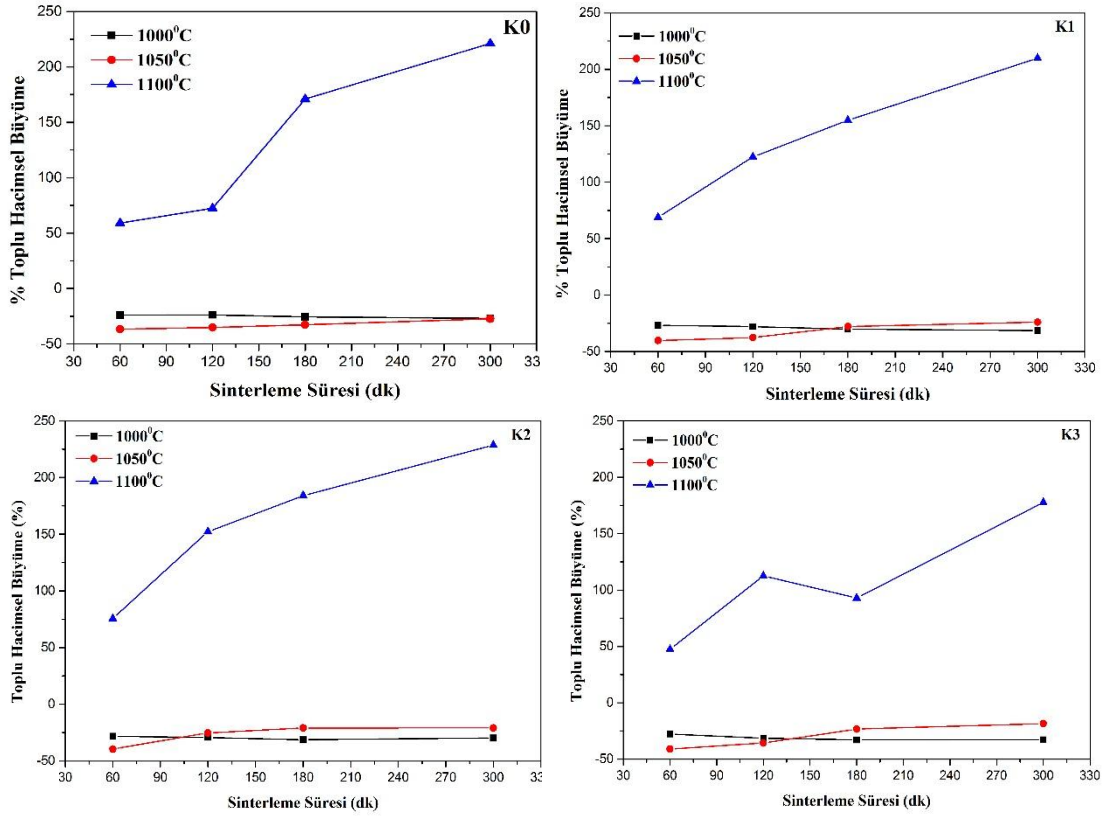 K0
1000⁰C
1050⁰C
1100⁰C
250
200
150
100
50
0
-50
% Toplu Hacimsel Büyüme
30 60 90 120 150 180 210 240 270 300 33
Sinterleme Süresi (dk)
K1
1000⁰C
1050⁰C
1100⁰C
250
200
150
100
50
0
-50
% Toplu Hacimsel Büyüme
30 60 90 120 150 180 210 240 270 300 330
Sinterleme Süresi (dk)
K2
1000⁰C
1050⁰C
1100⁰C
250
200
150
100
50
0
-50
Toplu Hacimsel Büyüme (%)
30 60 90 120 150 180 210 240 270 300 330
Sinterleme Süresi (dk)
K3
1000⁰C
1050⁰C
1100⁰C
250
200
150
100
50
0
-50
Toplu Hacimsel Büyüme (%)
30 60 90 120 150 180 210 240 270 300 330
Sinterleme Süresi (dk)